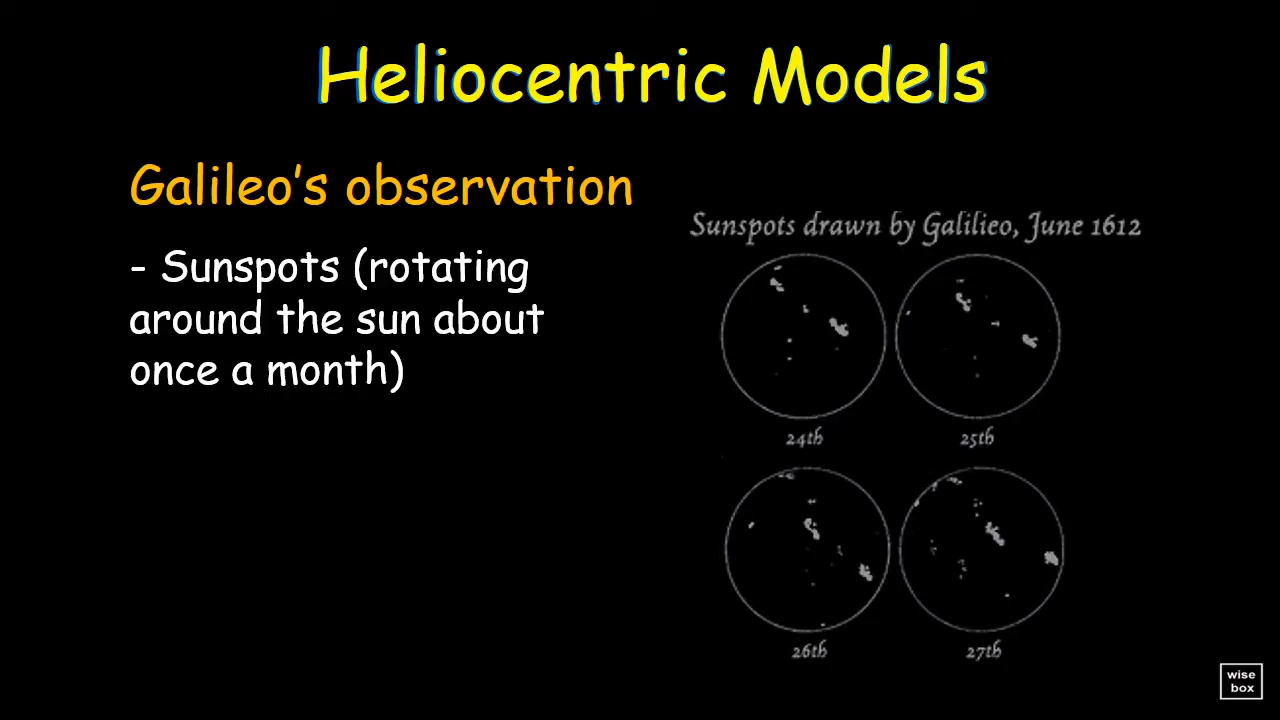 Heliocentric Models
Galileo's observation
- Sunspots (rotating
around the sun about
once a month)
Sunspots drawn by Galilieo, June 1612
24th
25th
26th
27th
wise
box